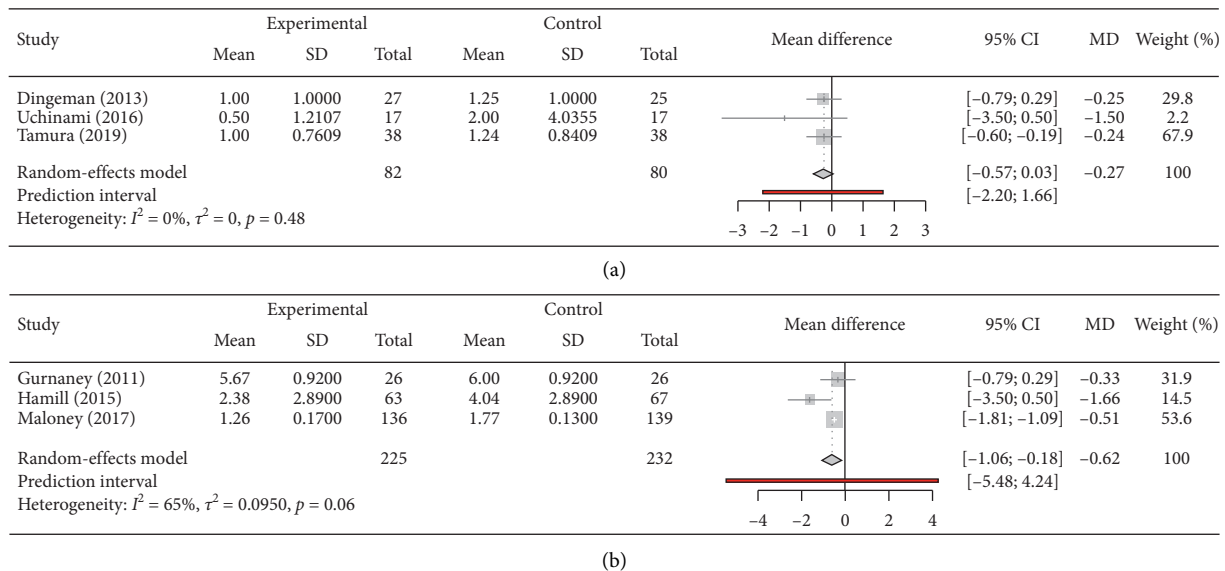 Study Experimental Control Mean difference 95% CI MD Weight (%)
Mean SD Total Mean SD Total
Dingeman (2013) 1.00 1.0000 27 1.25 1.0000 25 [–0.79; 0.29] –0.25 29.8
Uchinami (2016) 0.50 1.2107 17 2.00 4.0355 17 [–3.50; 0.50] –1.50 2.2
Tamura (2019) 1.00 0.7609 38 1.24 0.8409 38 [–0.60; –0.19] –0.24 67.9
Random-effects model 82 80 [–0.57; 0.03] –0.27 100
Prediction interval [–2.20; 1.66]
Heterogeneity: I² = 0%, τ² = 0, p = 0.48
–3 –2 –1 0 1 2 3
(a)
Study Experimental Control Mean difference 95% CI MD Weight (%)
Mean SD Total Mean SD Total
Gurnaney (2011) 5.67 0.9200 26 6.00 0.9200 26 [–0.79; 0.29] –0.33 31.9
Hamill (2015) 2.38 2.8900 63 4.04 2.8900 67 [–3.50; 0.50] –1.66 14.5
Maloney (2017) 1.26 0.1700 136 1.77 0.1300 139 [–1.81; –1.09] –0.51 53.6
Random-effects model 225 232 [–1.06; –0.18] –0.62 100
Prediction interval [–5.48; 4.24]
Heterogeneity: I² = 65%, τ² = 0.0950, p = 0.06
–4 –2 0 2 4
(b)